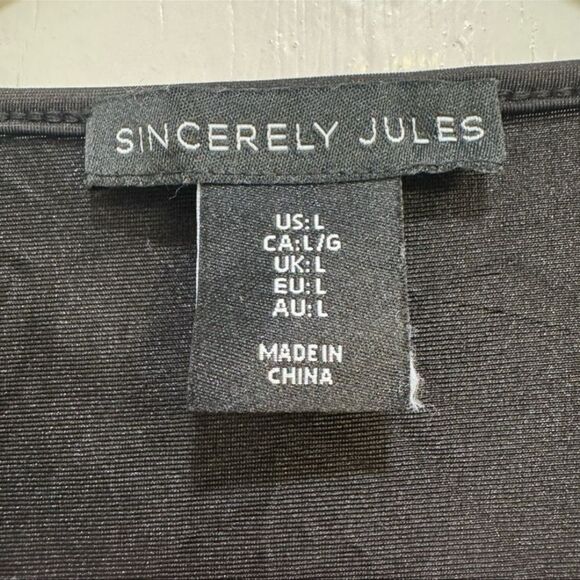 SINCERELY JULES
US:L
CA:L/G
UK:L
EU:L
AU:L
MADE IN
CHINA